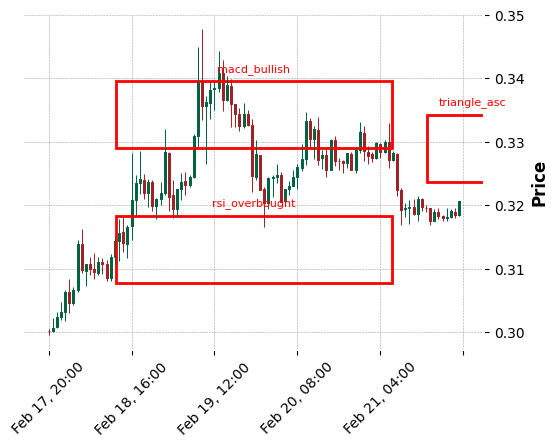 0.35
0.34
0.33
0.32
0.31
0.30
Price
macd_bullish
triangle_asc
rsi_overbought
Feb 17, 20:00
Feb 18, 16:00
Feb 19, 12:00
Feb 20, 08:00
Feb 21, 04:00